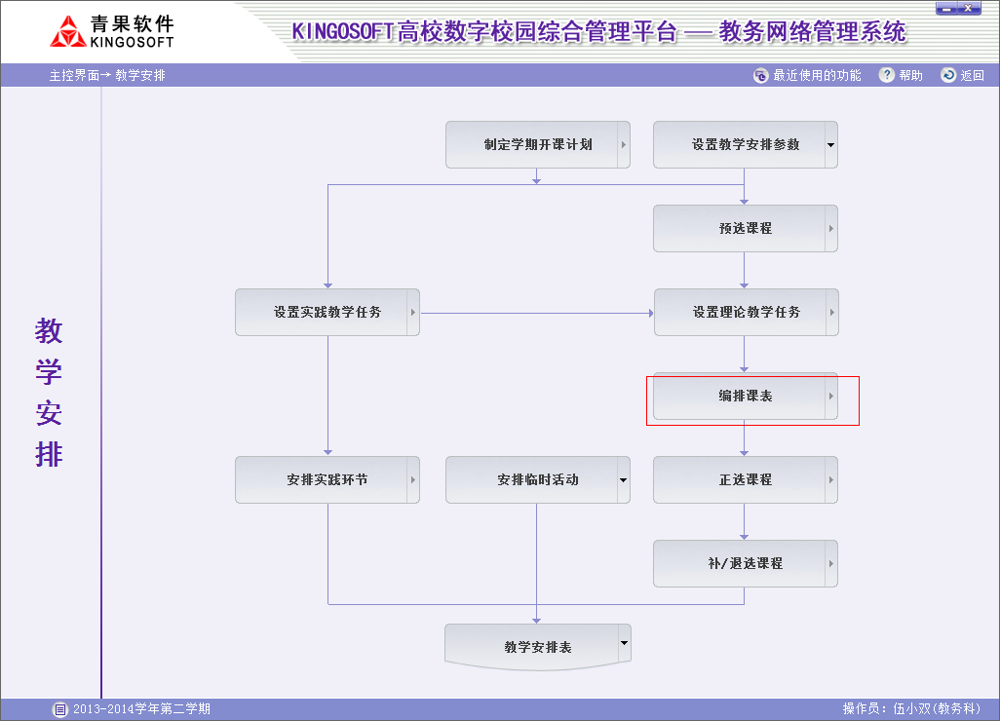 青果软件
KINGOSOFT
KINGOSOFT高校数字校园综合管理平台 — 教务网络管理系统
主控界面→ 教学安排
最近使用的功能
帮助
返回
制定学期开课计划
设置教学安排参数
预选课程
设置实践教学任务
设置理论教学任务
教学安排
编排课表
安排实践环节
安排临时活动
正选课程
补/退选课程
教学安排表
2013-2014学年第二学期
操作员: 伍小双(教务科)